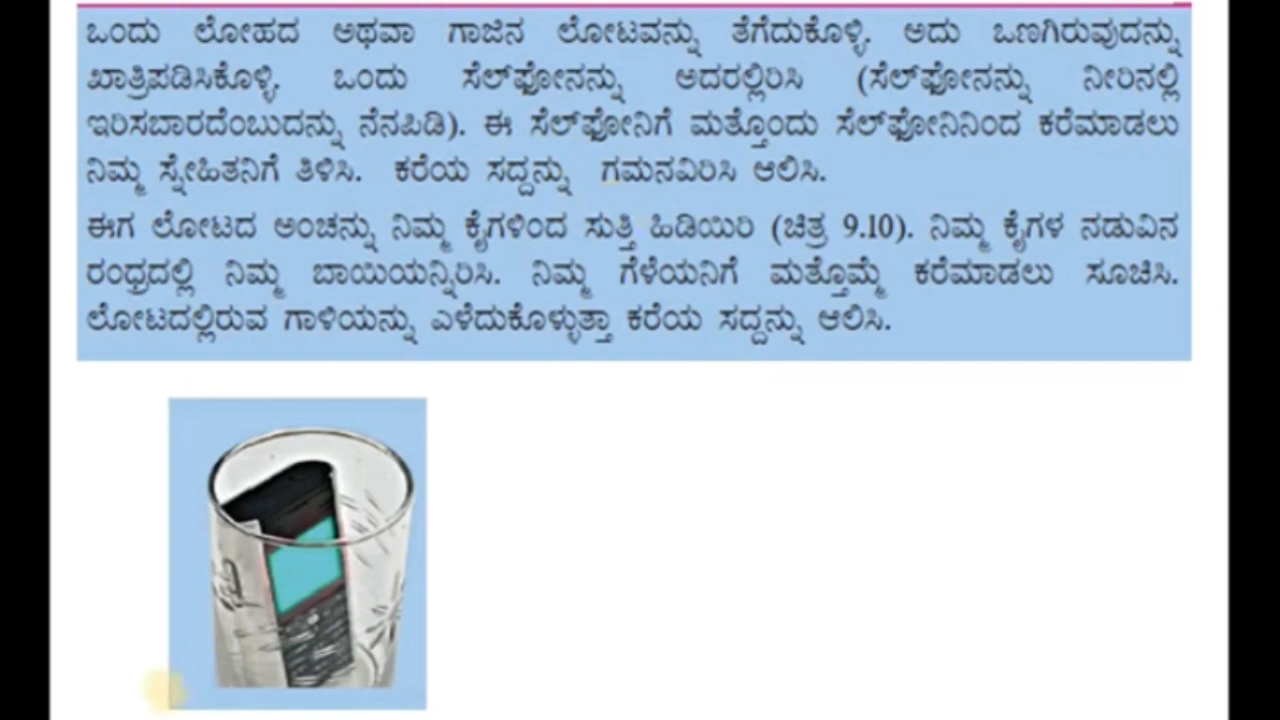 ಒಂದು ಲೋಹದ ಅಥವಾ ಗಾಜಿನ ಲೋಟವನ್ನು ತೆಗೆದುಕೊಳ್ಳಿ. ಅದು ಒಣಗಿರುವುದನ್ನು
ಖಾತ್ರಿಪಡಿಸಿಕೊಳ್ಳಿ. ಒಂದು ಸೆಲ್‌ಫೋನನ್ನು ಅದರಲ್ಲಿರಿಸಿ (ಸೆಲ್‌ಫೋನನ್ನು ನೀರಿನಲ್ಲಿ
ಇರಿಸಬಾರದೆಂಬುದನ್ನು ನೆನಪಿಡಿ). ಈ ಸೆಲ್‌ಫೋನಿಗೆ ಮತ್ತೊಂದು ಸೆಲ್‌ಫೋನಿನಿಂದ ಕರೆಮಾಡಲು
ನಿಮ್ಮ ಸ್ನೇಹಿತನಿಗೆ ತಿಳಿಸಿ. ಕರೆಯ ಸದ್ದನ್ನು ಗಮನವಿರಿಸಿ ಆಲಿಸಿ.
ಈಗ ಲೋಟದ ಅಂಚನ್ನು ನಿಮ್ಮ ಕೈಗಳಿಂದ ಸುತ್ತಿ ಹಿಡಿಯಿರಿ (ಚಿತ್ರ 9.10). ನಿಮ್ಮ ಕೈಗಳ ನಡುವಿನ
ರಂಧ್ರದಲ್ಲಿ ನಿಮ್ಮ ಬಾಯಿಯನ್ನಿರಿಸಿ. ನಿಮ್ಮ ಗೆಳೆಯನಿಗೆ ಮತ್ತೊಮ್ಮೆ ಕರೆಮಾಡಲು ಸೂಚಿಸಿ.
ಲೋಟದಲ್ಲಿರುವ ಗಾಳಿಯನ್ನು ಎಳೆದುಕೊಳ್ಳುತ್ತಾ ಕರೆಯ ಸದ್ದನ್ನು ಆಲಿಸಿ.